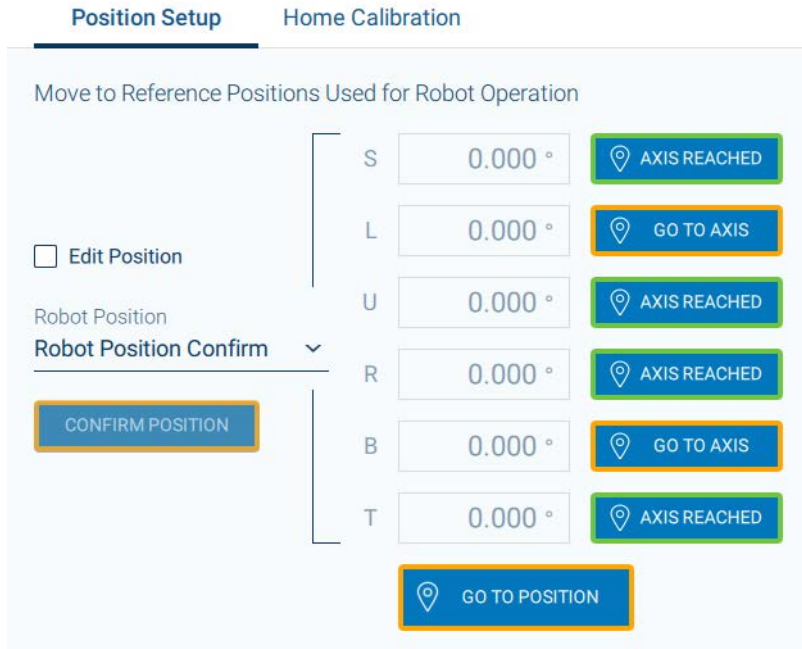 Position Setup
Home Calibration
Move to Reference Positions Used for Robot Operation
S 0.000 ° AXIS REACHED
L 0.000 ° GO TO AXIS
Edit Position
U 0.000 ° AXIS REACHED
Robot Position
Robot Position Confirm
R 0.000 ° AXIS REACHED
CONFIRM POSITION
B 0.000 ° GO TO AXIS
T 0.000 ° AXIS REACHED
GO TO POSITION